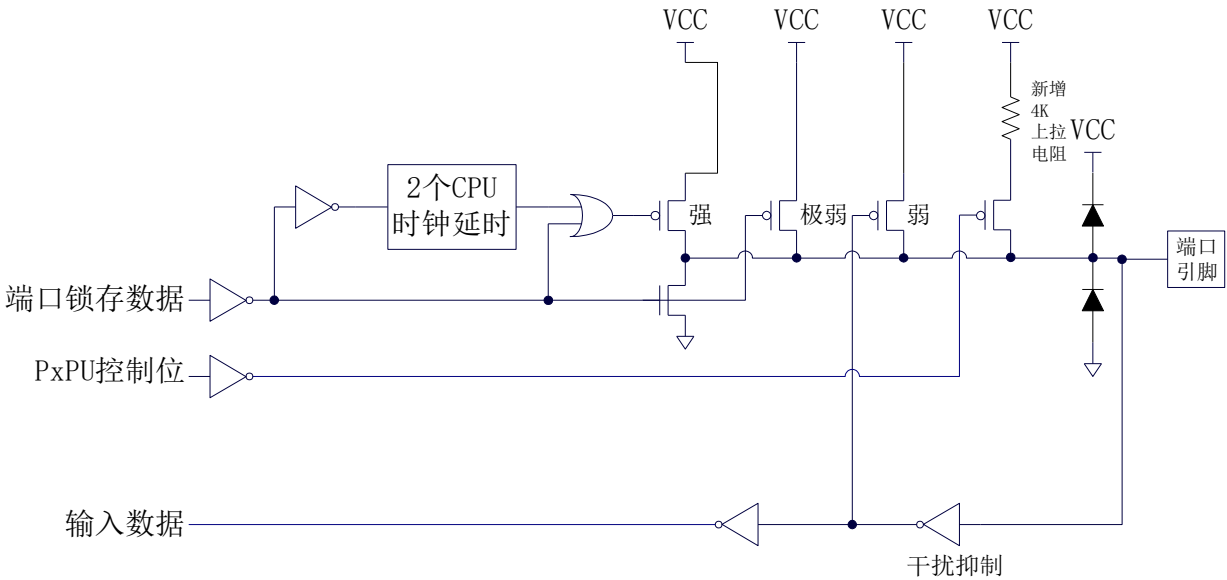 VCC
VCC
VCC
VCC
新增
4K
上拉
电阻
VCC
2个CPU
时钟延时
强
极弱
弱
端口
引脚
端口锁存数据
PxPU控制位
输入数据
干扰抑制